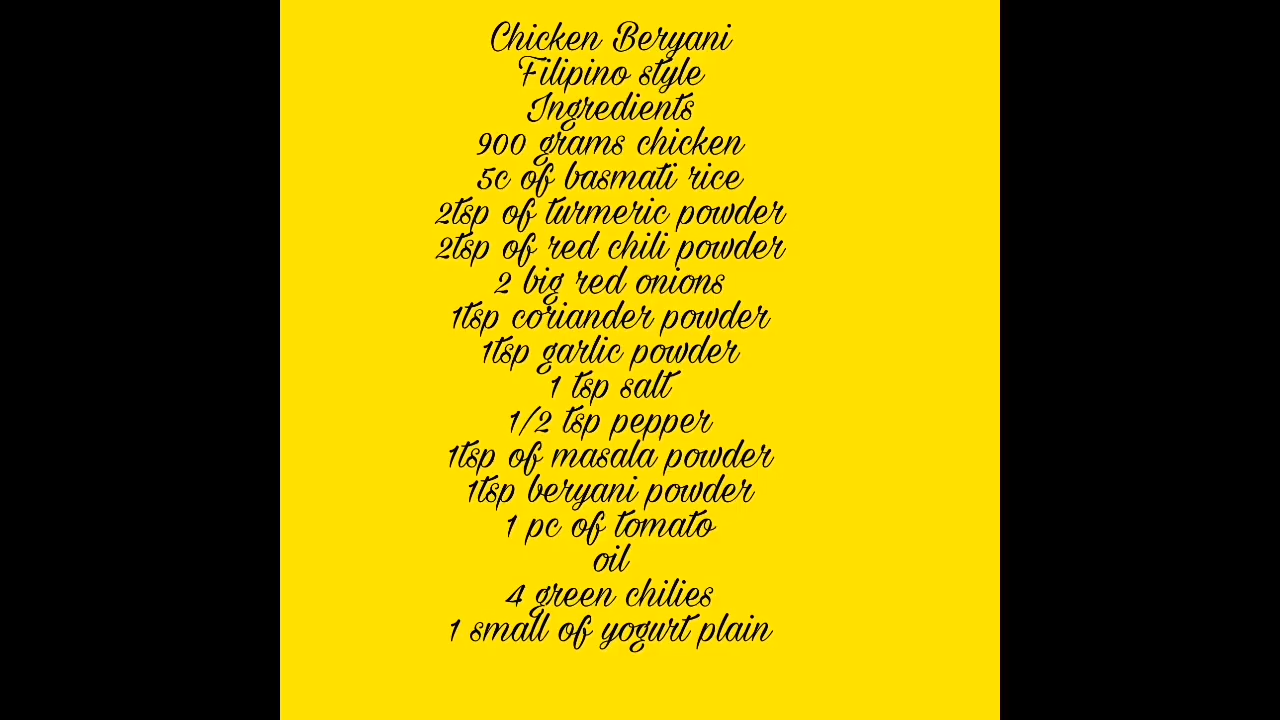 Chicken Beryani
Filipino style
Ingredients
900 grams chicken
5c of basmati rice
2tsp of turmeric powder
2tsp of red chili powder
2 big red onions
1tsp coriander powder
1tsp garlic powder
1 tsp salt
1/2 tsp pepper
1tsp of masala powder
1tsp beryani powder
1 pc of tomato
oil
4 green chilies
1 small of yogurt plain